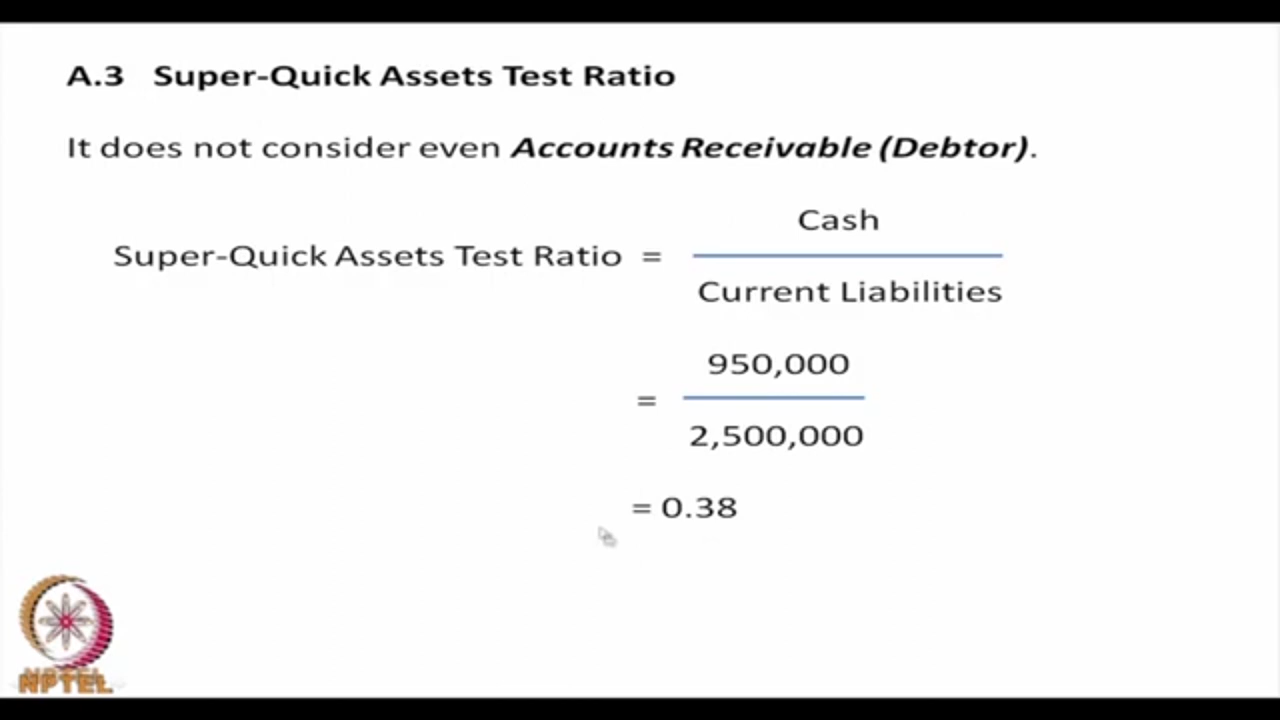 A.3 Super-Quick Assets Test Ratio
It does not consider even Accounts Receivable (Debtor).
Cash
Super-Quick Assets Test Ratio =
Current Liabilities
950,000
=
2,500,000
= 0.38
NPTEL